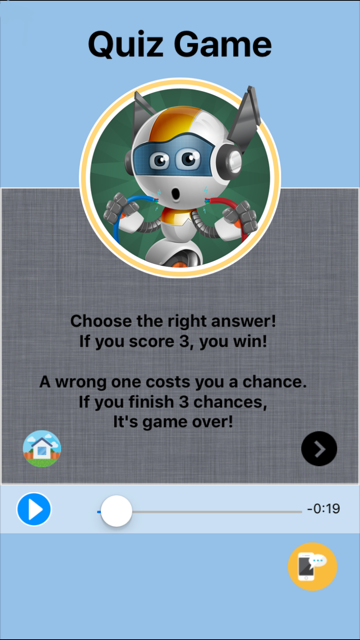 Quiz Game
Choose the right answer!
If you score 3, you win!
A wrong one costs you a chance.
If you finish 3 chances,
It's game over!
-0:19